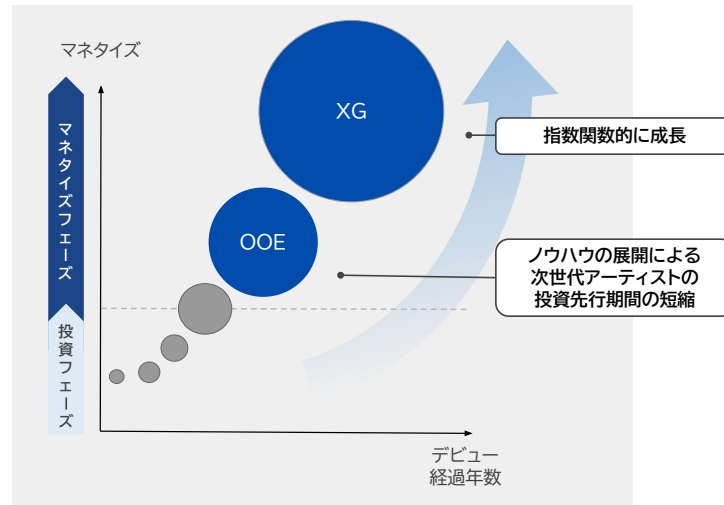 マネタイズ
マネタイズフェーズ
投資フェーズ
XG
OOE
指数関数的に成長
ノウハウの展開による
次世代アーティストの
投資先行期間の短縮
デビュー
経過年数